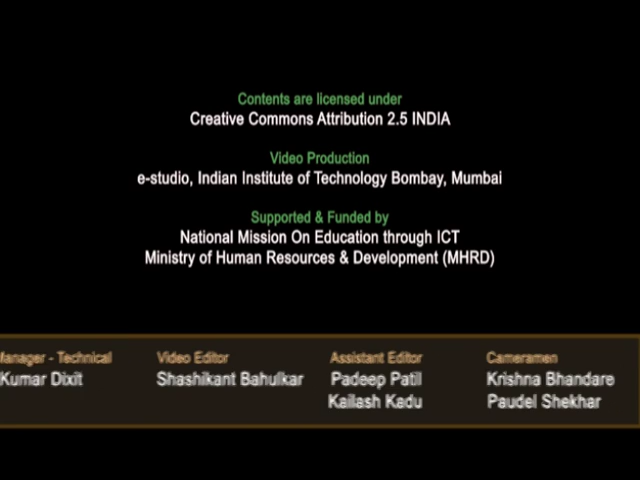 Contents are licensed under
Creative Commons Attribution 2.5 INDIA
Video Production
e-studio, Indian Institute of Technology Bombay, Mumbai
Supported & Funded by
National Mission On Education through ICT
Ministry of Human Resources & Development (MHRD)
Manager - Technical
Kumar Dixit
Video Editor
Shashikant Bahulkar
Assistant Editor
Padeep Patil
Kailash Kadu
Cameramen
Krishna Bhandare
Paudel Shekhar